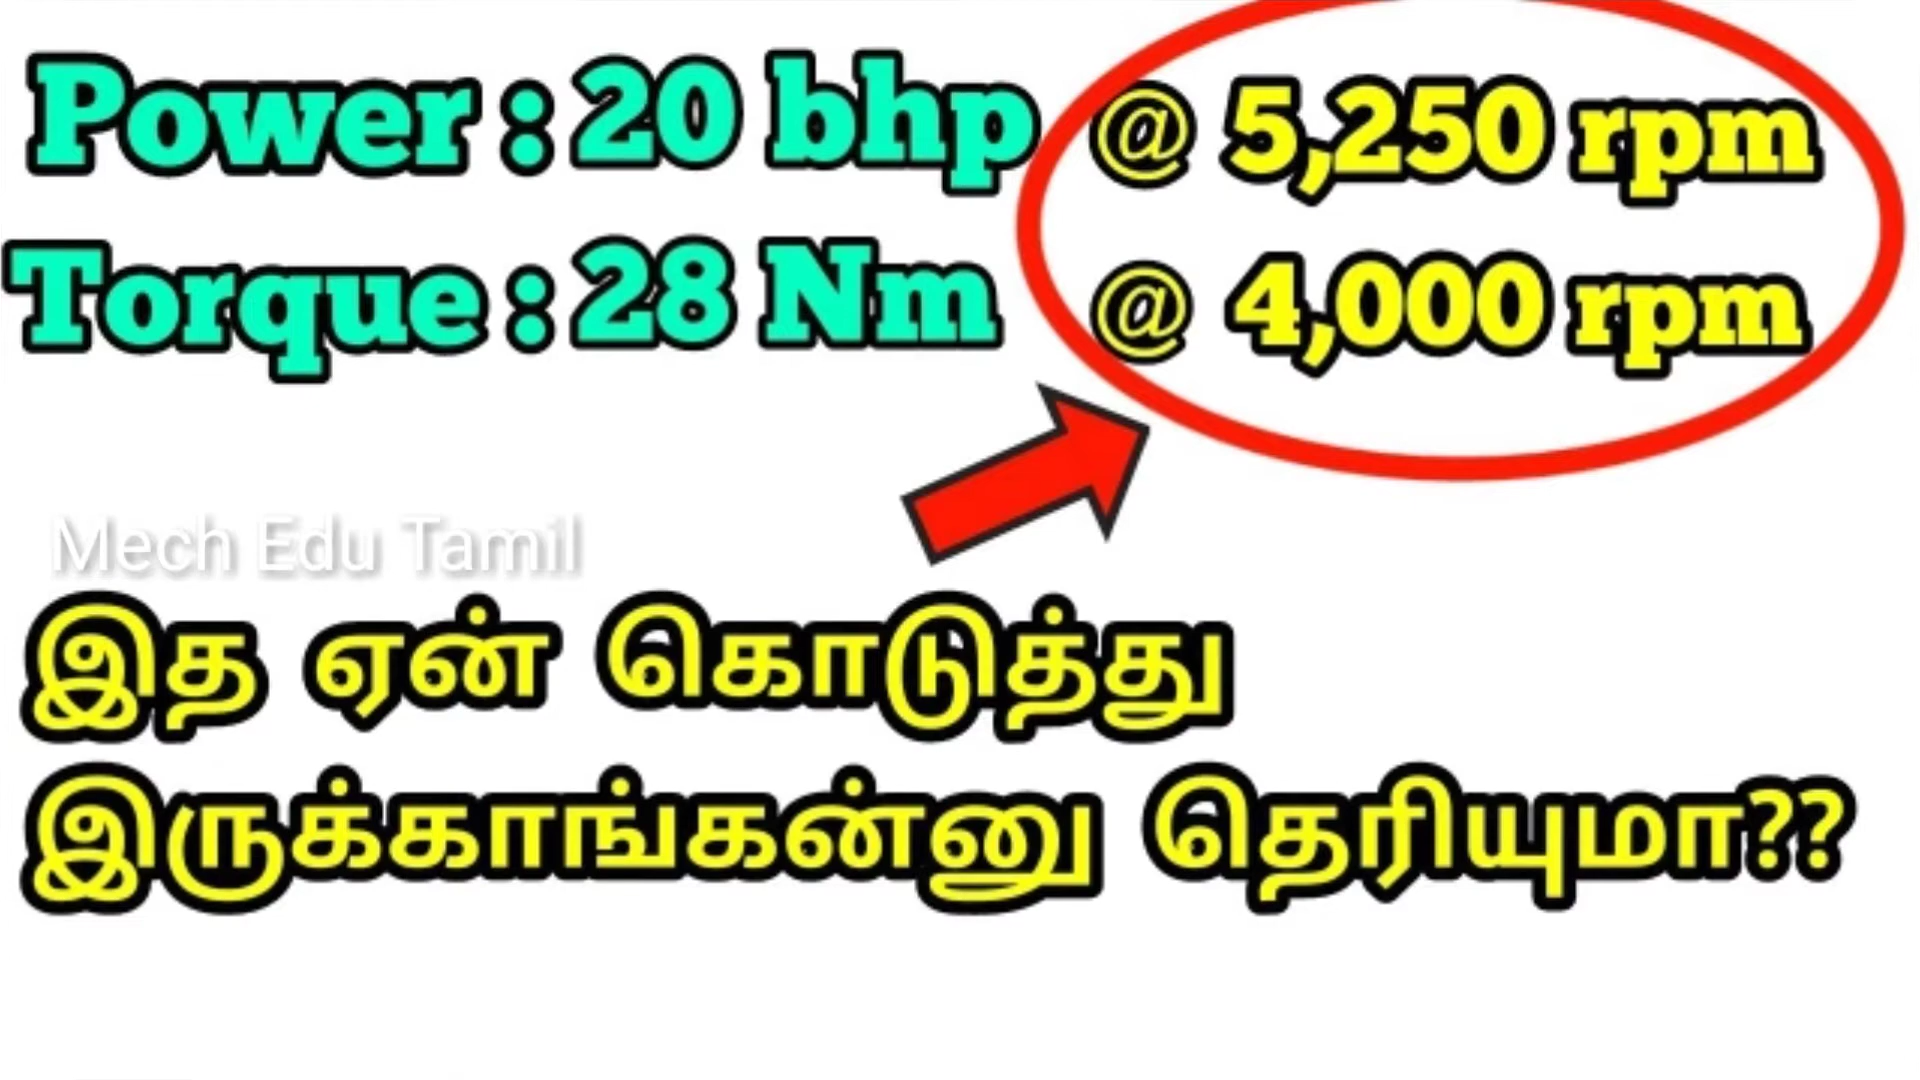 Power : 20 bhp @ 5,250 rpm
Torque : 28 Nm @ 4,000 rpm
Mech Edu Tamil
இத ஏன் கொடுத்து
இருக்காங்கன்னு தெரியுமா??